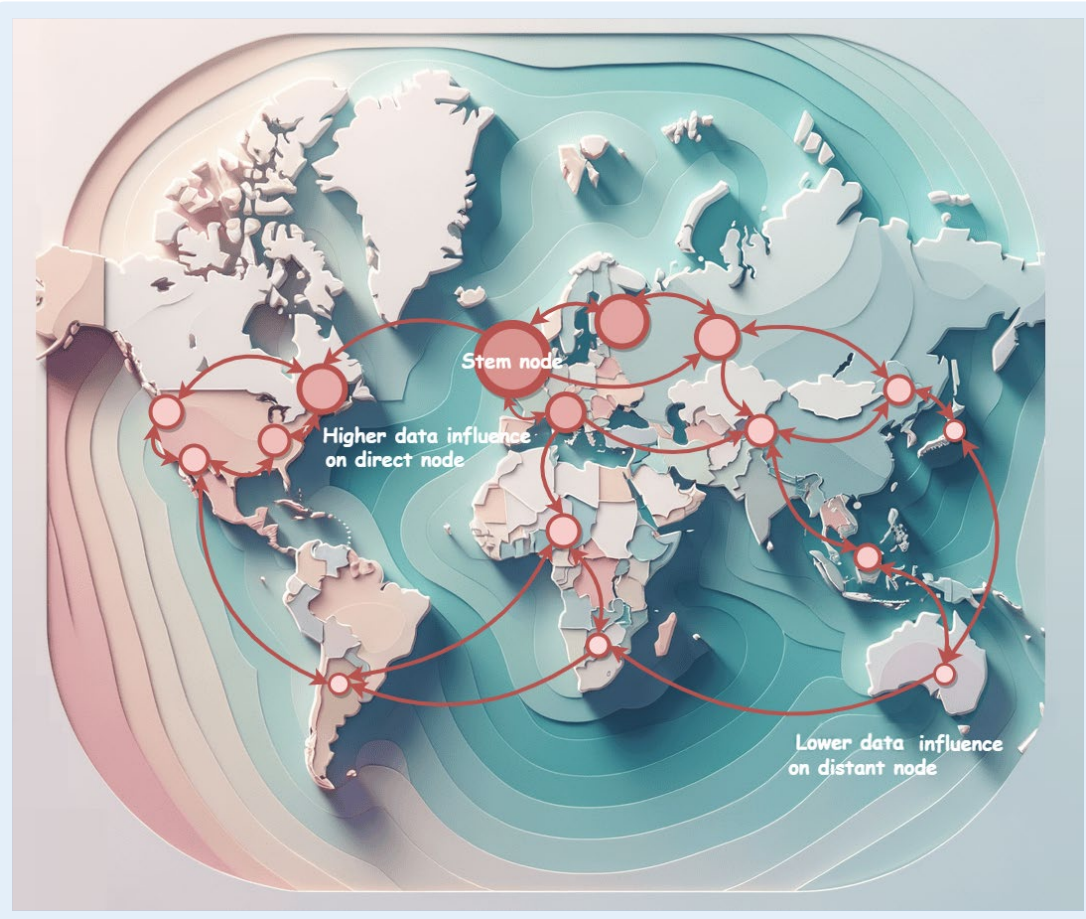 Stem node
Higher data influence
on direct node
Lower data influence
on distant node